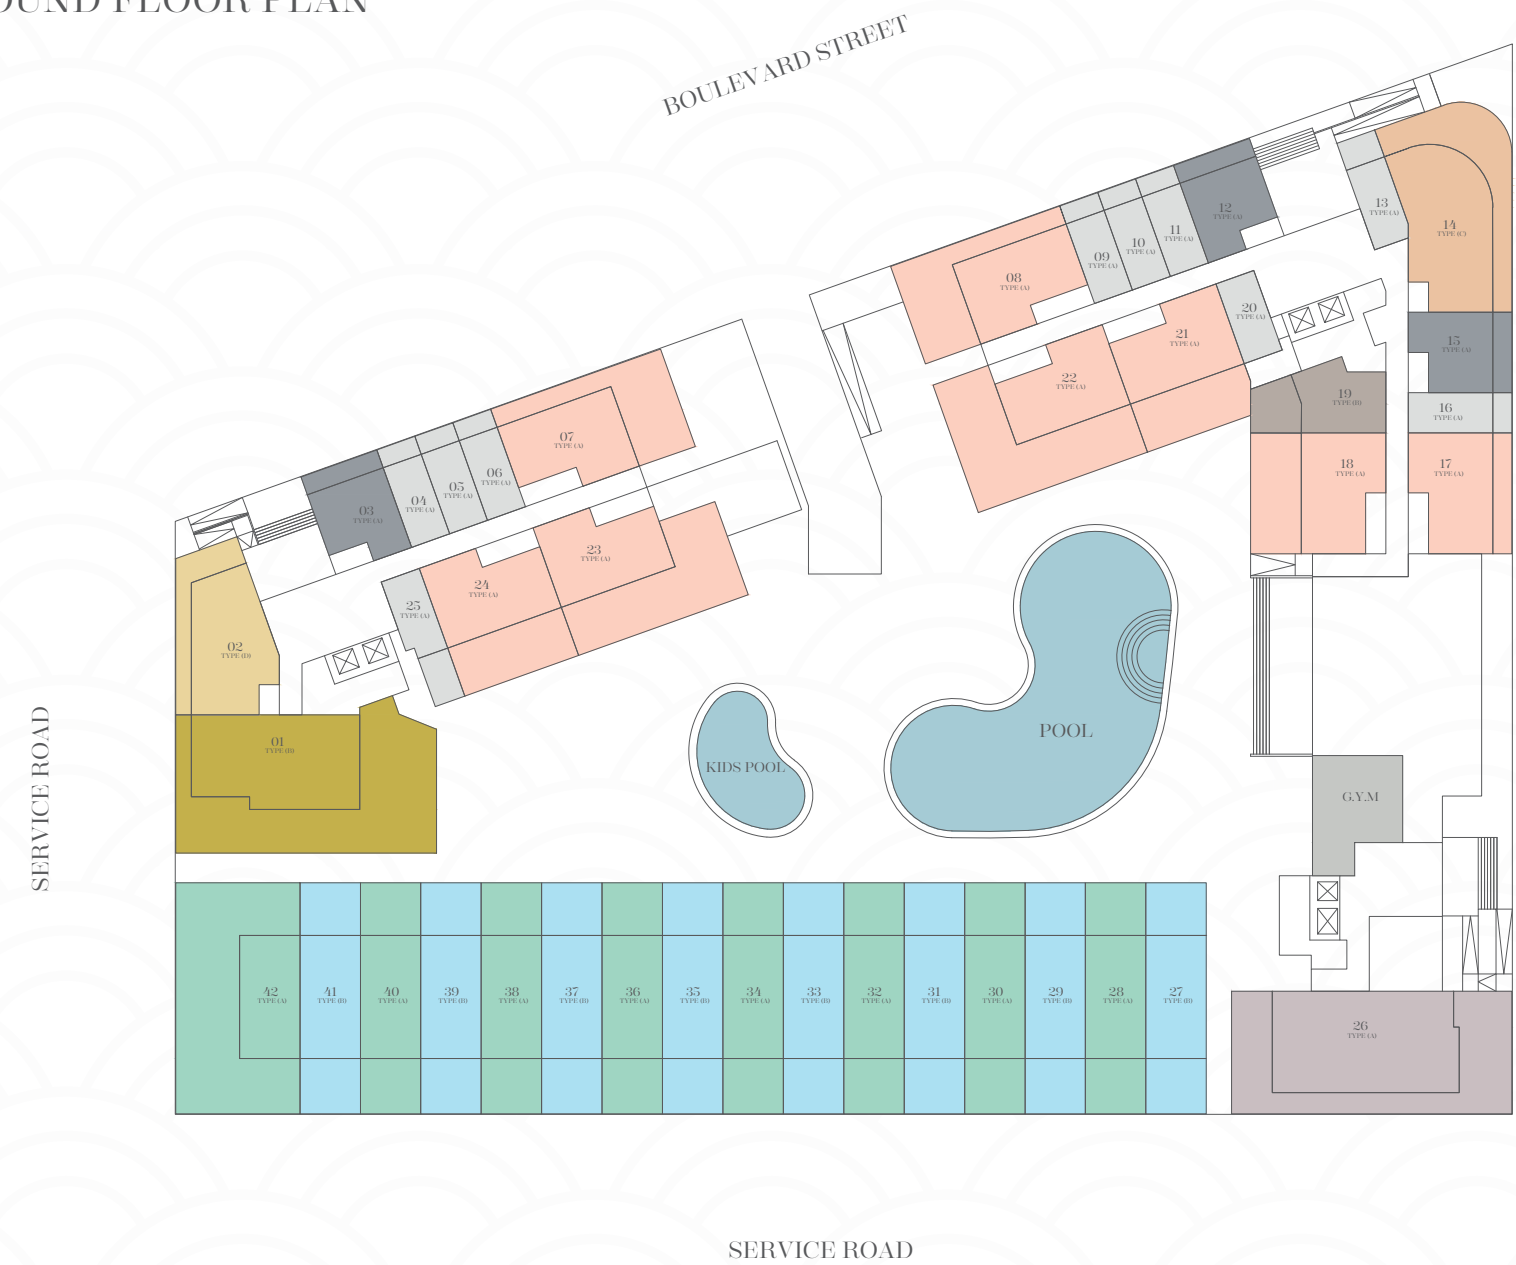 FLOOR PLAN
BOULEVARD STREET
01
TYPE (D)
02
TYPE (D)
03
TYPE (A)
04
TYPE (A)
05
TYPE (A)
06
TYPE (A)
07
TYPE (A)
08
TYPE (A)
09
TYPE (A)
10
TYPE (A)
11
TYPE (A)
12
TYPE (A)
13
TYPE (A)
14
TYPE (C)
15
TYPE (A)
16
TYPE (A)
17
TYPE (A)
18
TYPE (A)
19
TYPE (B)
20
TYPE (A)
21
TYPE (A)
22
TYPE (A)
23
TYPE (A)
24
TYPE (A)
25
TYPE (A)
POOL
KIDS POOL
G.Y.M
SERVICE ROAD
42
TYPE (A)
41
TYPE (B)
40
TYPE (A)
39
TYPE (B)
38
TYPE (A)
37
TYPE (B)
36
TYPE (A)
35
TYPE (B)
34
TYPE (A)
33
TYPE (B)
32
TYPE (A)
31
TYPE (B)
30
TYPE (A)
29
TYPE (B)
28
TYPE (A)
27
TYPE (B)
26
TYPE (A)
SERVICE ROAD